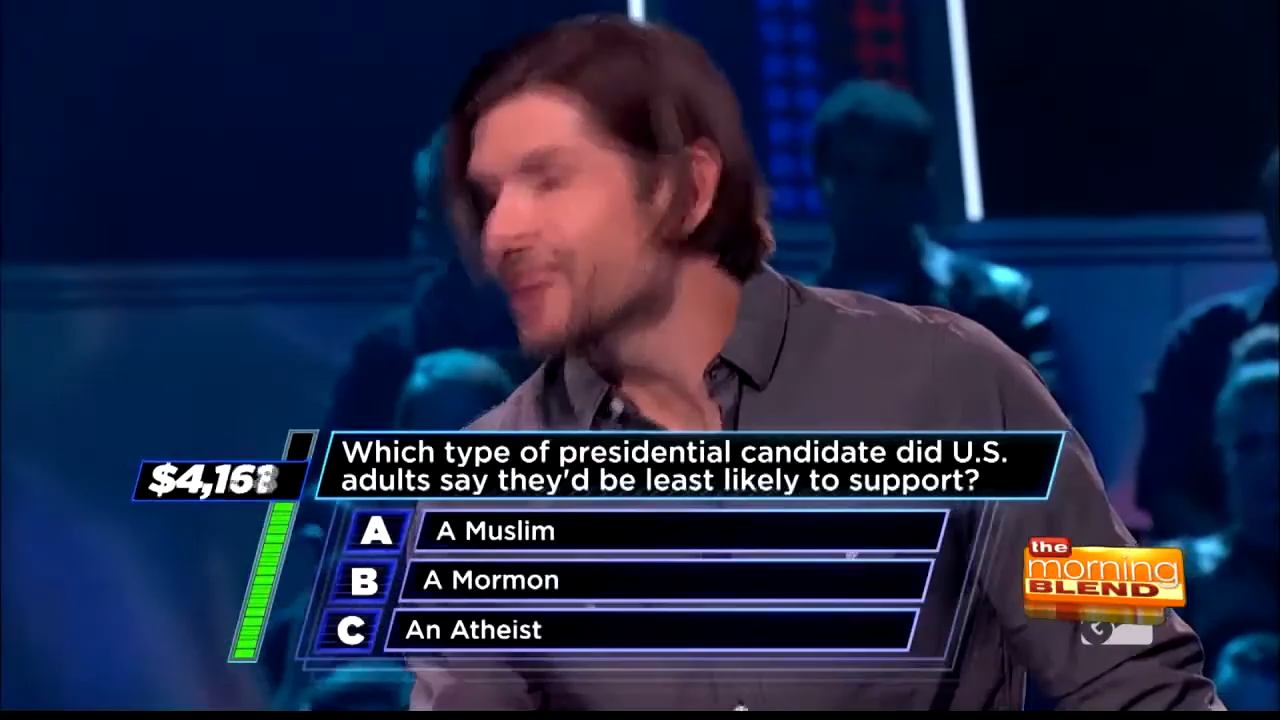 Which type of presidential candidate did U.S.
adults say they'd be least likely to support?
$4,168
A A Muslim
B A Mormon
C An Atheist
the
morning
BLEND